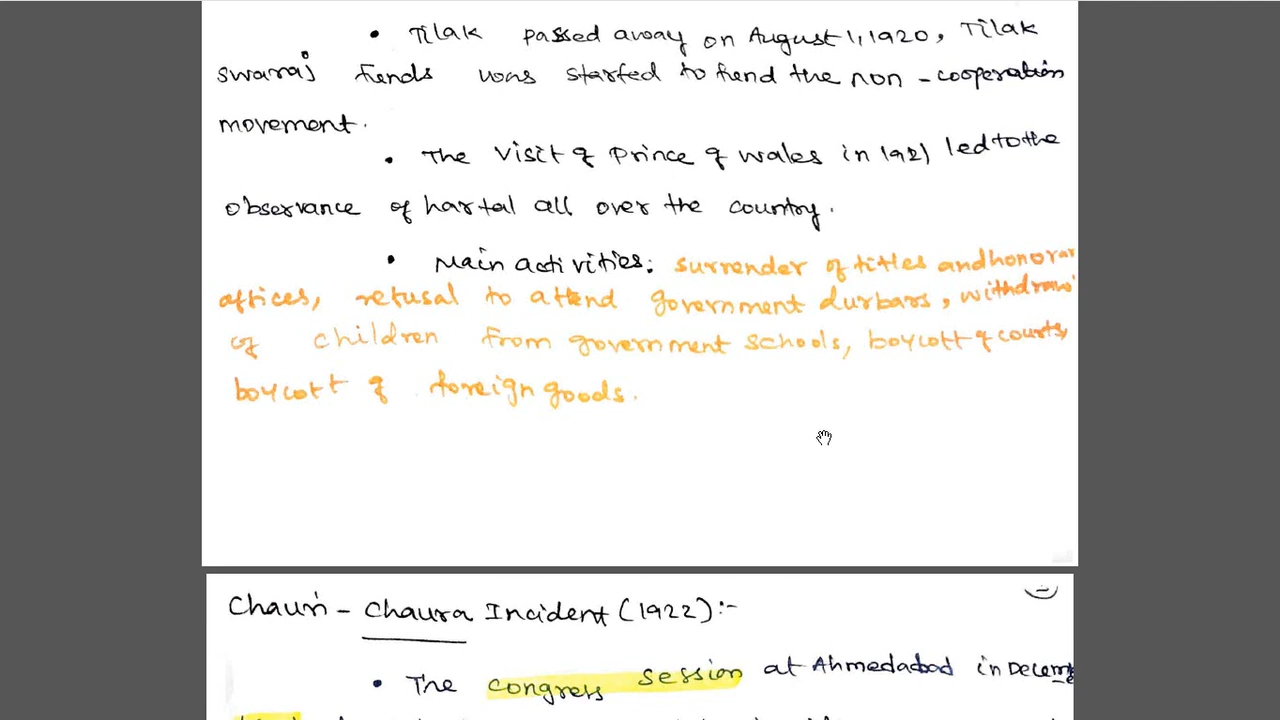 • Tilak passed away on August 1, 1920, Tilak
swaraj funds was started to fund the non-cooperation
movement.
• The visit of Prince of wales in 1921 led to the
observance of hartal all over the country.
• Main activities: surrender of titles and honorar
offices, refusal to attend government durbars, withdraw
of children from government schools, boycott of courts,
boycott of foreign goods.
Chauri - Chaura Incident (1922):-
• The congress session at Ahmedabad in Decem